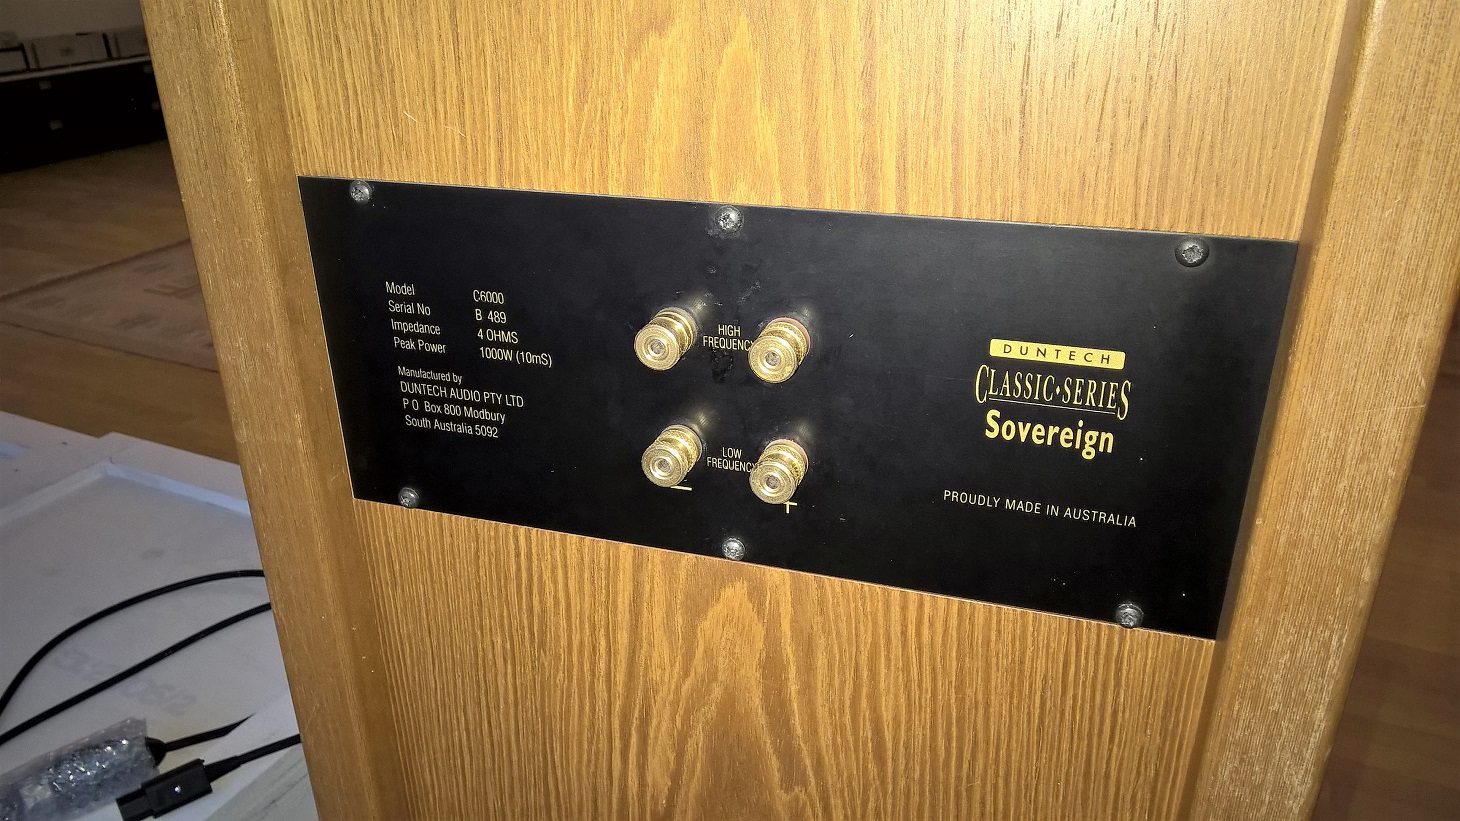 Model C6000
Serial No B 489
Impedance 4 OHMS
Peak Power 1000W (10mS)
Manufactured by
DUNTECH AUDIO PTY LTD
P O Box 800 Modbury
South Australia 5092
HIGH
FREQUENCY
LOW
FREQUENCY
− +
DUNTECH
CLASSIC•SERIES
Sovereign
PROUDLY MADE IN AUSTRALIA